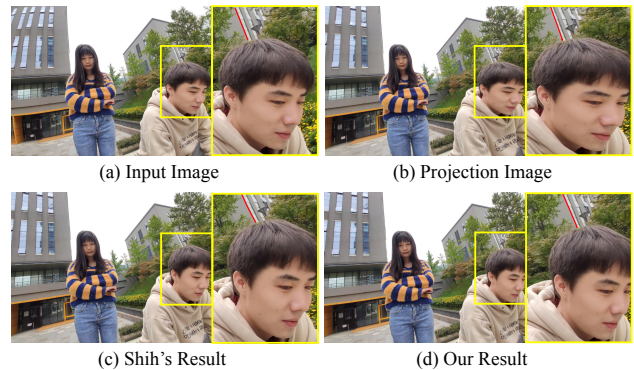 (a) Input Image
(b) Projection Image
(c) Shih's Result
(d) Our Result